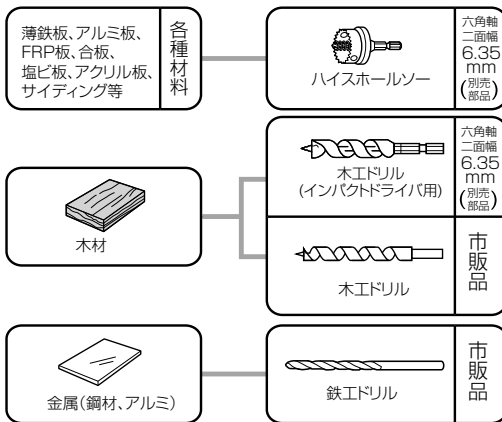 薄鉄板、アルミ板、
FRP板、合板、
塩ビ板、アクリル板、
サイディング等
各種材料
ハイスホールソー
六角軸
二面幅
6.35
mm
(別売部品)
木材
木工ドリル
(インパクトドライバ用)
六角軸
二面幅
6.35
mm
(別売部品)
木工ドリル
市販品
金属(鋼材、アルミ)
鉄工ドリル
市販品